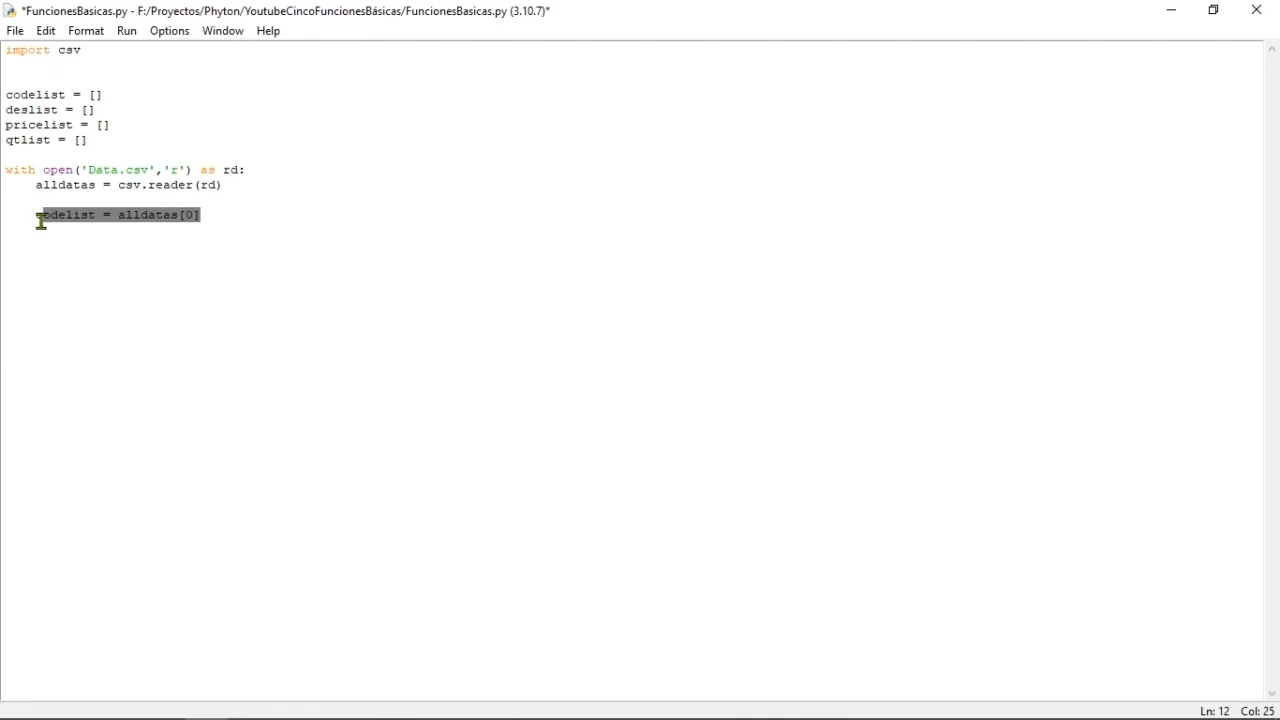 *FuncionesBasicas.py - F:/Proyectos/Phyton/YoutubeCincoFuncionesBásicas/FuncionesBasicas.py (3.10.7)*
File Edit Format Run Options Window Help
import csv
codelist = []
deslist = []
pricelist = []
qtlist = []
with open('Data.csv','r') as rd:
    alldatas = csv.reader(rd)
    codelist = alldatas[0]
Ln: 12 Col: 25